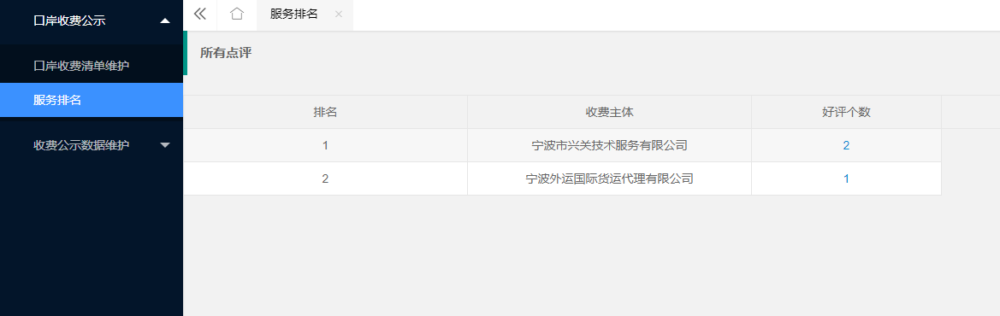 口岸收费公示
口岸收费清单维护
服务排名
收费公示数据维护
服务排名
所有点评
排名 收费主体 好评个数
1 宁波市兴关技术服务有限公司 2
2 宁波外运国际货运代理有限公司 1